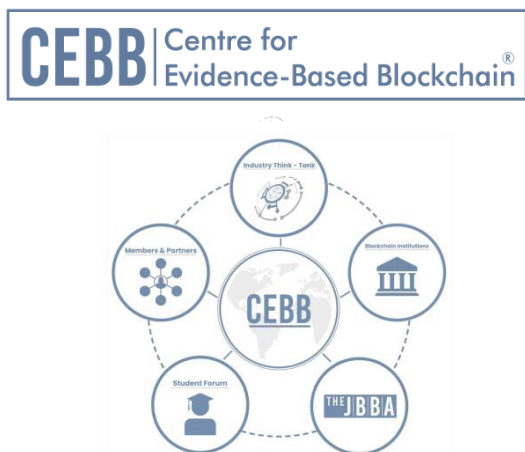 CEBB
Centre for
Evidence-Based Blockchain®
Industry Think - Tank
Members & Partners
Blockchain Institutions
CEBB
Student Forum
THE JBBA